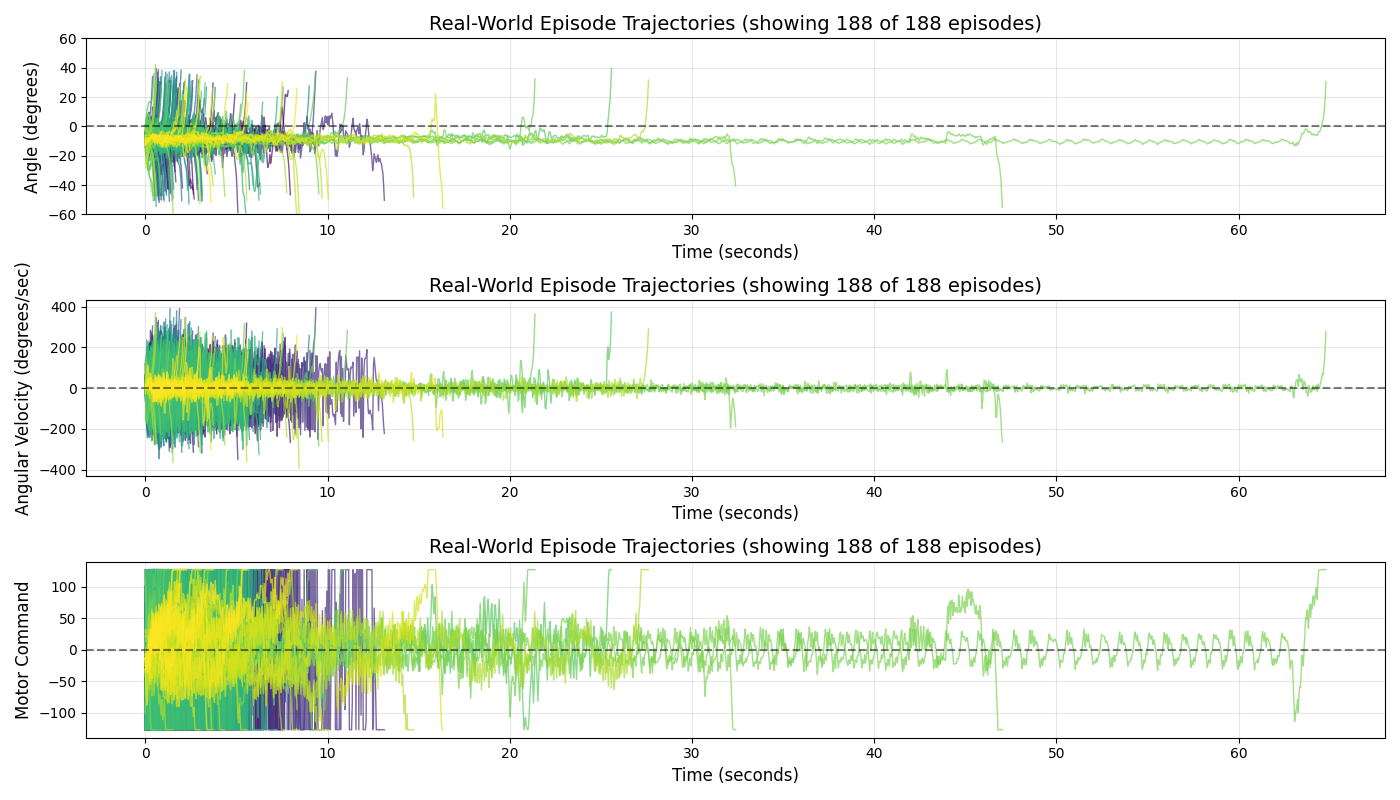 Real-World Episode Trajectories (showing 188 of 188 episodes)
Angle (degrees)
60
40
20
0
−20
−40
−60
0 10 20 30 40 50 60
Time (seconds)
Real-World Episode Trajectories (showing 188 of 188 episodes)
Angular Velocity (degrees/sec)
400
200
0
−200
−400
0 10 20 30 40 50 60
Time (seconds)
Real-World Episode Trajectories (showing 188 of 188 episodes)
Motor Command
100
50
0
−50
−100
0 10 20 30 40 50 60
Time (seconds)